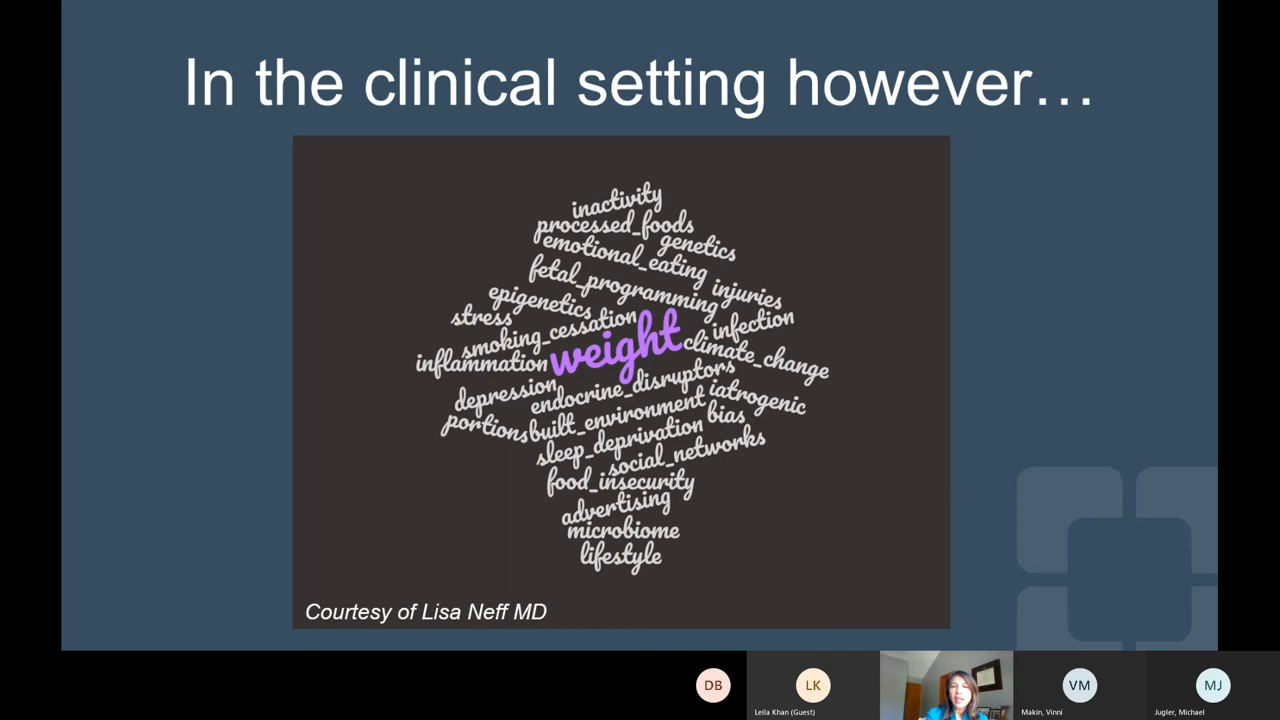 In the clinical setting however…
inactivity
processed_foods
genetics
emotional_eating
fetal_programming
injuries
epigenetics
stress
smoking_cessation
infection
weight
inflammation
climate_change
depression
endocrine_disruptors
iatrogenic
portions
built_environment
bias
sleep_deprivation
social_networks
food_insecurity
advertising
microbiome
lifestyle
Courtesy of Lisa Neff MD
DB
LK
VM
MJ
Leila Khan (Guest)
Makin, Vinni
Jugler, Michael